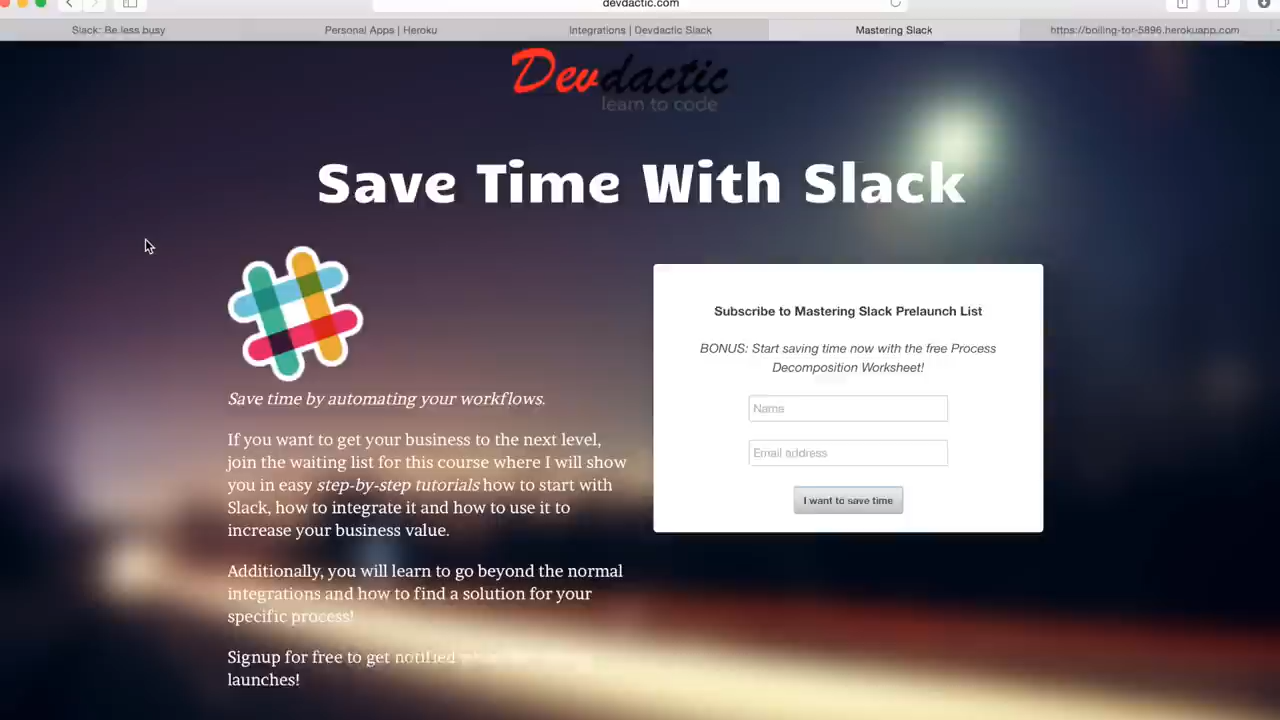 devdactic.com
Slack: Be less busy
Personal Apps | Heroku
Integrations | Devdactic Slack
Mastering Slack
https://boiling-tor-5896.herokuapp.com
Devdactic
learn to code
Save Time With Slack
Save time by automating your workflows.
If you want to get your business to the next level,
join the waiting list for this course where I will show
you in easy step-by-step tutorials how to start with
Slack, how to integrate it and how to use it to
increase your business value.
Additionally, you will learn to go beyond the normal
integrations and how to find a solution for your
specific process!
Signup for free to get notified
launches!
Subscribe to Mastering Slack Prelaunch List
BONUS: Start saving time now with the free Process
Decomposition Worksheet!
Name
Email address
I want to save time